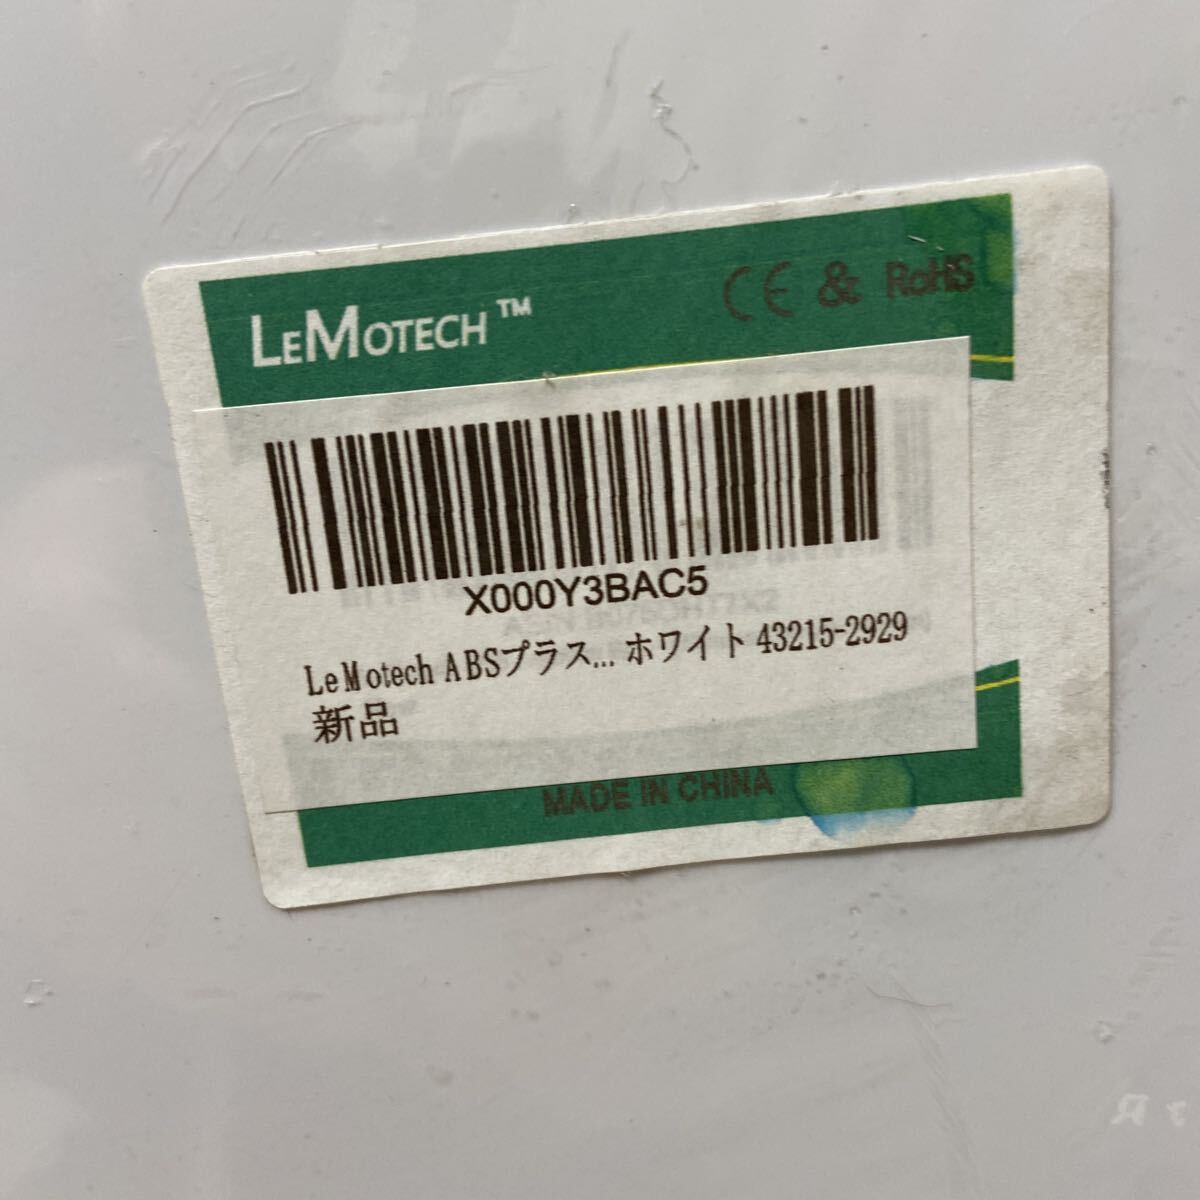 LEMOTECH™
CE & RoHS
X000Y3BAC5
LeMotech ABSプラス... ホワイト 43215-2929
新品
MADE IN CHINA